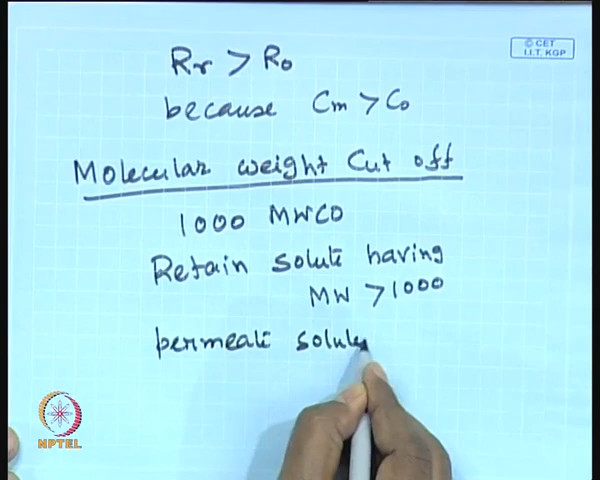 © CET
I.I.T. KGP
Rr > Ro
because Cm > Co
Molecular weight Cut off
1000 MWCO
Retain solute having
MW > 1000
permeate solute
NPTEL